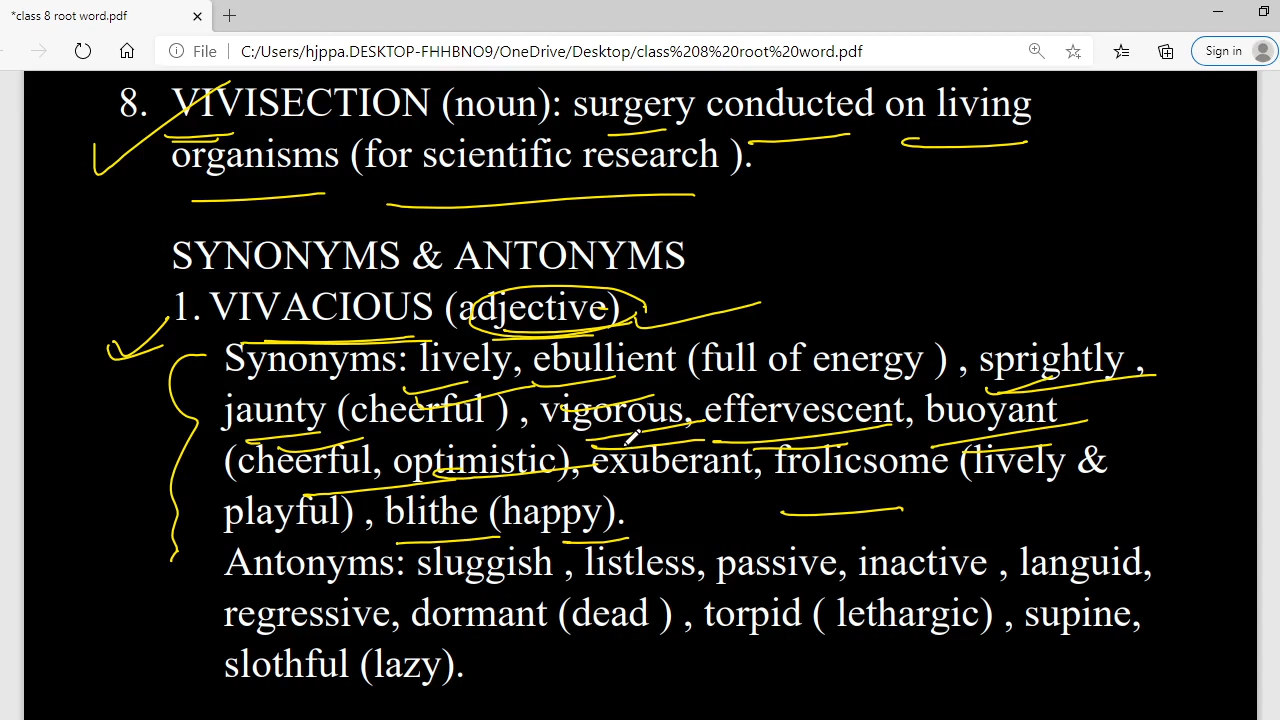 *class 8 root word.pdf
File | C:/Users/hjppa.DESKTOP-FHHBNO9/OneDrive/Desktop/class%208%20root%20word.pdf
Sign in
8. VIVISECTION (noun): surgery conducted on living
organisms (for scientific research ).
SYNONYMS & ANTONYMS
1. VIVACIOUS (adjective)
Synonyms: lively, ebullient (full of energy ) , sprightly ,
jaunty (cheerful ) , vigorous, effervescent, buoyant
(cheerful, optimistic), exuberant, frolicsome (lively &
playful) , blithe (happy).
Antonyms: sluggish , listless, passive, inactive , languid,
regressive, dormant (dead ) , torpid ( lethargic) , supine,
slothful (lazy).